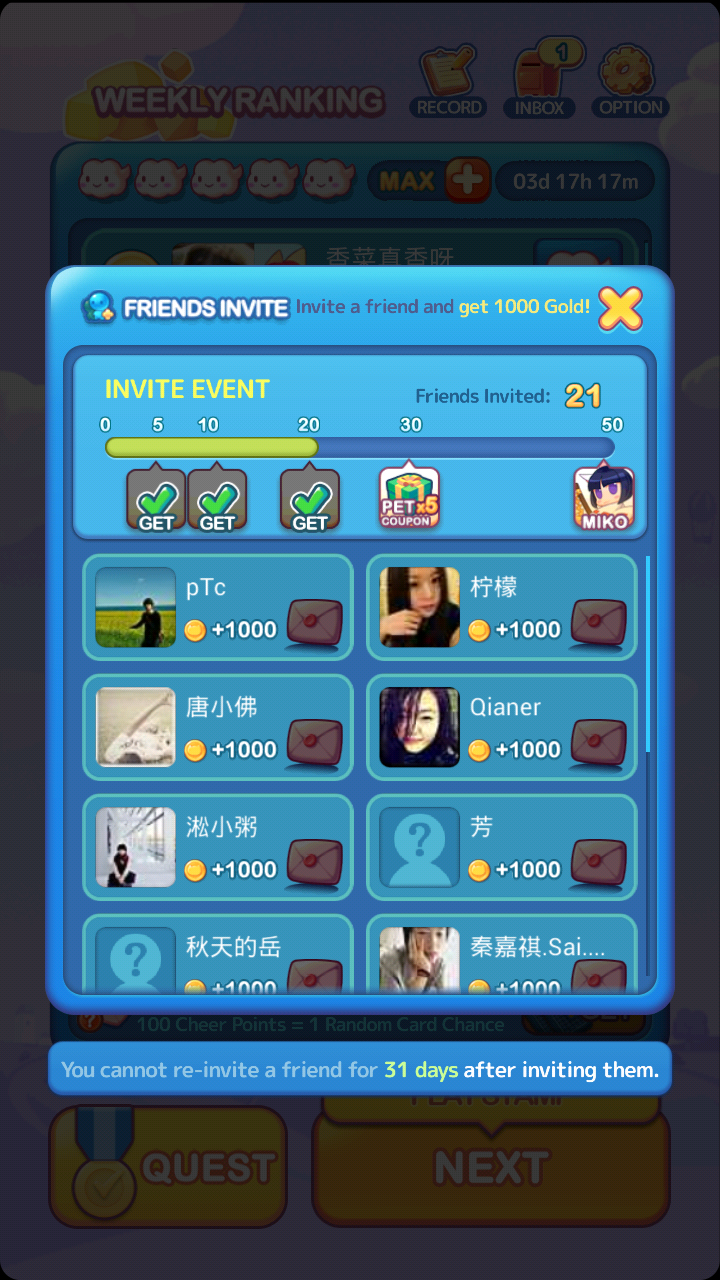 WEEKLY RANKING
1
RECORD
INBOX
OPTION
MAX
03d 17h 17m
香菜真香呀
FRIENDS INVITE
Invite a friend and get 1000 Gold!
INVITE EVENT
Friends Invited: 21
0 5 10 20 30 50
GET
GET
GET
PET x5
COUPON
MIKO
pTc
+1000
柠檬
+1000
唐小佛
+1000
Qianer
+1000
淞小粥
+1000
芳
+1000
秋天的岳
+1000
秦嘉祺.Sai....
+1000
100 Cheer Points = 1 Random Card Chance
You cannot re-invite a friend for 31 days after inviting them.
QUEST
NEXT